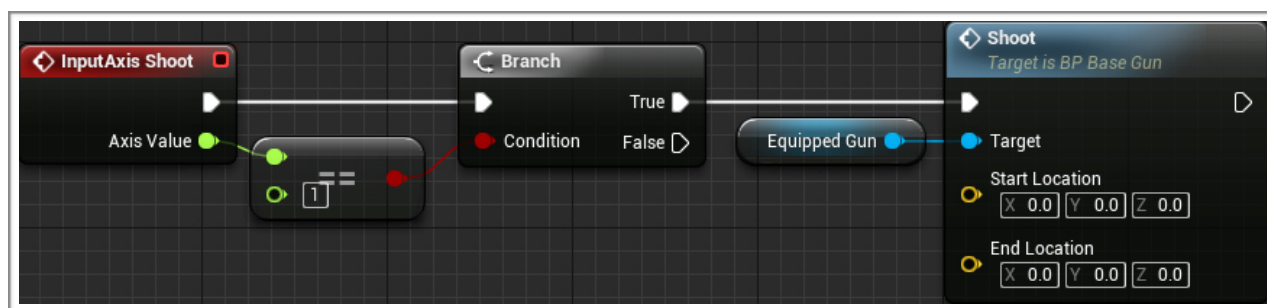 InputAxis Shoot
Axis Value
==
1
Branch
True
Condition
False
Equipped Gun
Shoot
Target is BP Base Gun
Target
Start Location
X 0.0 Y 0.0 Z 0.0
End Location
X 0.0 Y 0.0 Z 0.0